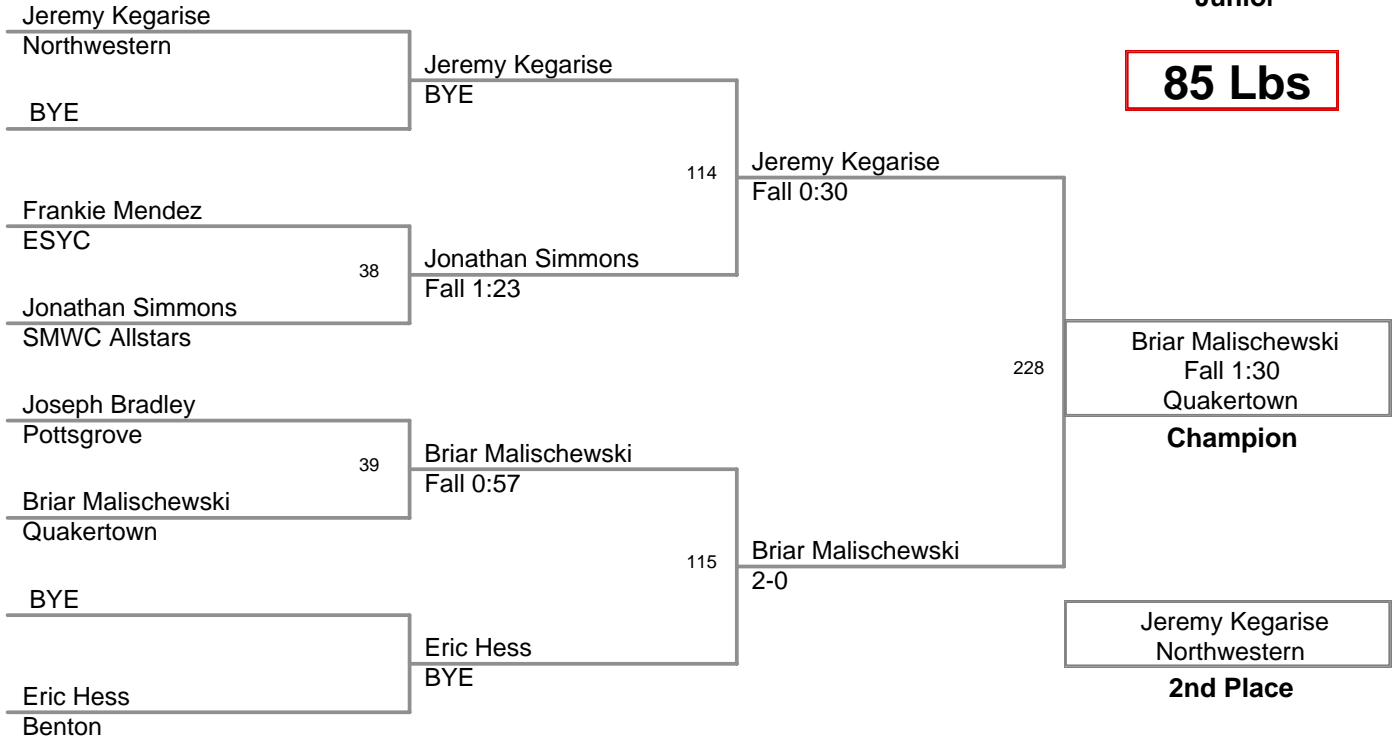 Junior
85 Lbs
Jeremy Kegarise
Northwestern
BYE
Frankie Mendez
ESYC
38
Jonathan Simmons
SMWC Allstars
Joseph Bradley
Pottsgrove
39
Briar Malischewski
Quakertown
BYE
Eric Hess
Benton
Jeremy Kegarise
BYE
114
Jonathan Simmons
Fall 1:23
Briar Malischewski
Fall 0:57
115
Eric Hess
BYE
Jeremy Kegarise
Fall 0:30
228
Briar Malischewski
2-0
Briar Malischewski
Fall 1:30
Quakertown
Champion
Jeremy Kegarise
Northwestern
2nd Place